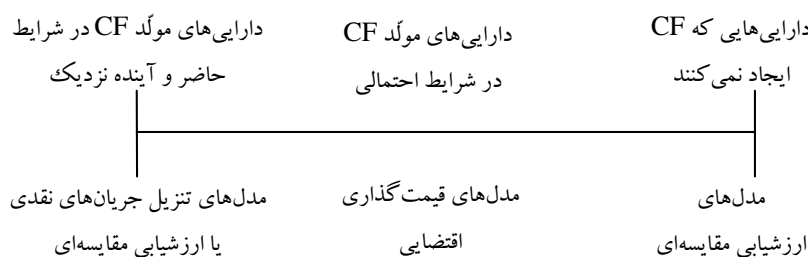 دارایی‌هایی که CF
ایجاد نمی‌کنند
دارایی‌های مولّد CF
در شرایط احتمالی
دارایی‌های مولّد CF در شرایط
حاضر و آینده نزدیک
مدل‌های
ارزشیابی مقایسه‌ای
مدل‌های قیمت‌گذاری
اقتضایی
مدل‌های تنزیل جریان‌های نقدی
یا ارزشیابی مقایسه‌ای